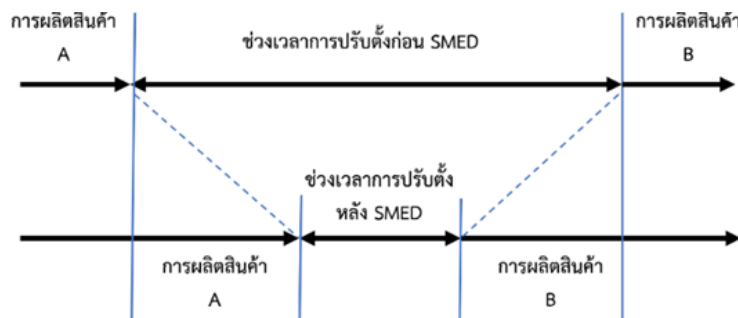 การผลิตสินค้า
A
ช่วงเวลาการปรับตั้งก่อน SMED
การผลิตสินค้า
B
ช่วงเวลาการปรับตั้ง
หลัง SMED
การผลิตสินค้า
A
การผลิตสินค้า
B